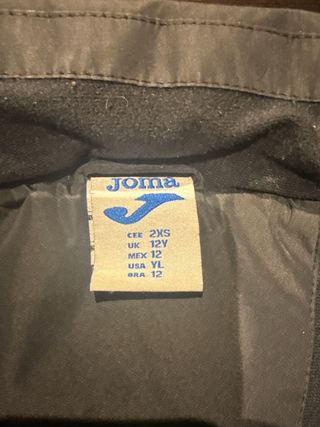 Joma
CEE 2XS
UK 12Y
MEX 12
USA YL
BRA 12